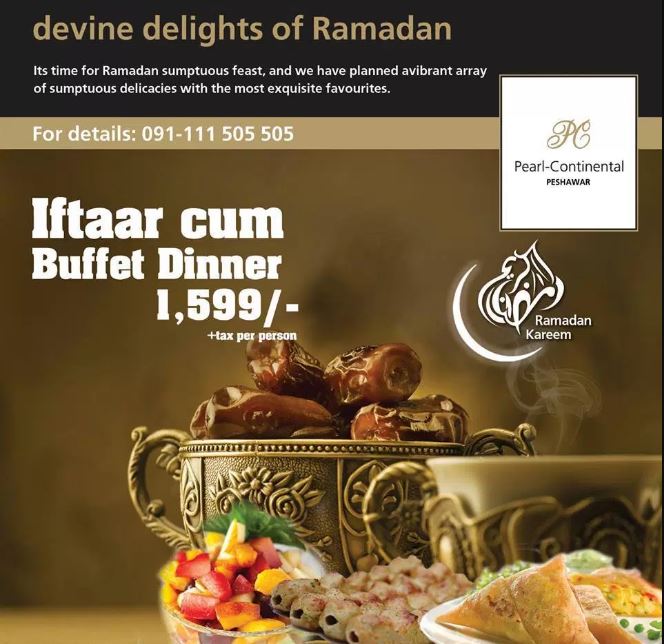 devine delights of Ramadan
Its time for Ramadan sumptuous feast, and we have planned avibrant array
of sumptuous delicacies with the most exquisite favourites.
For details: 091-111 505 505
PC
Pearl-Continental
PESHAWAR
Iftaar cum
Buffet Dinner
1,599/-
+tax per person
Ramadan
Kareem